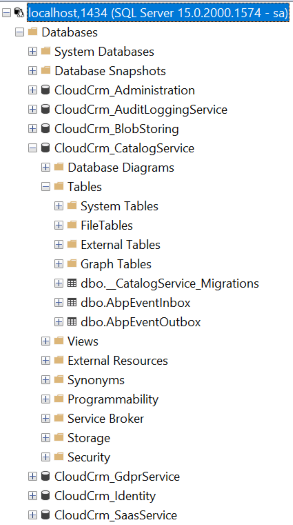 localhost,1434 (SQL Server 15.0.2000.1574 - sa)
Databases
System Databases
Database Snapshots
CloudCrm_Administration
CloudCrm_AuditLoggingService
CloudCrm_BlobStoring
CloudCrm_CatalogService
Database Diagrams
Tables
System Tables
FileTables
External Tables
Graph Tables
dbo.__CatalogService_Migrations
dbo.AbpEventInbox
dbo.AbpEventOutbox
Views
External Resources
Synonyms
Programmability
Service Broker
Storage
Security
CloudCrm_GdprService
CloudCrm_Identity
CloudCrm_SaasService